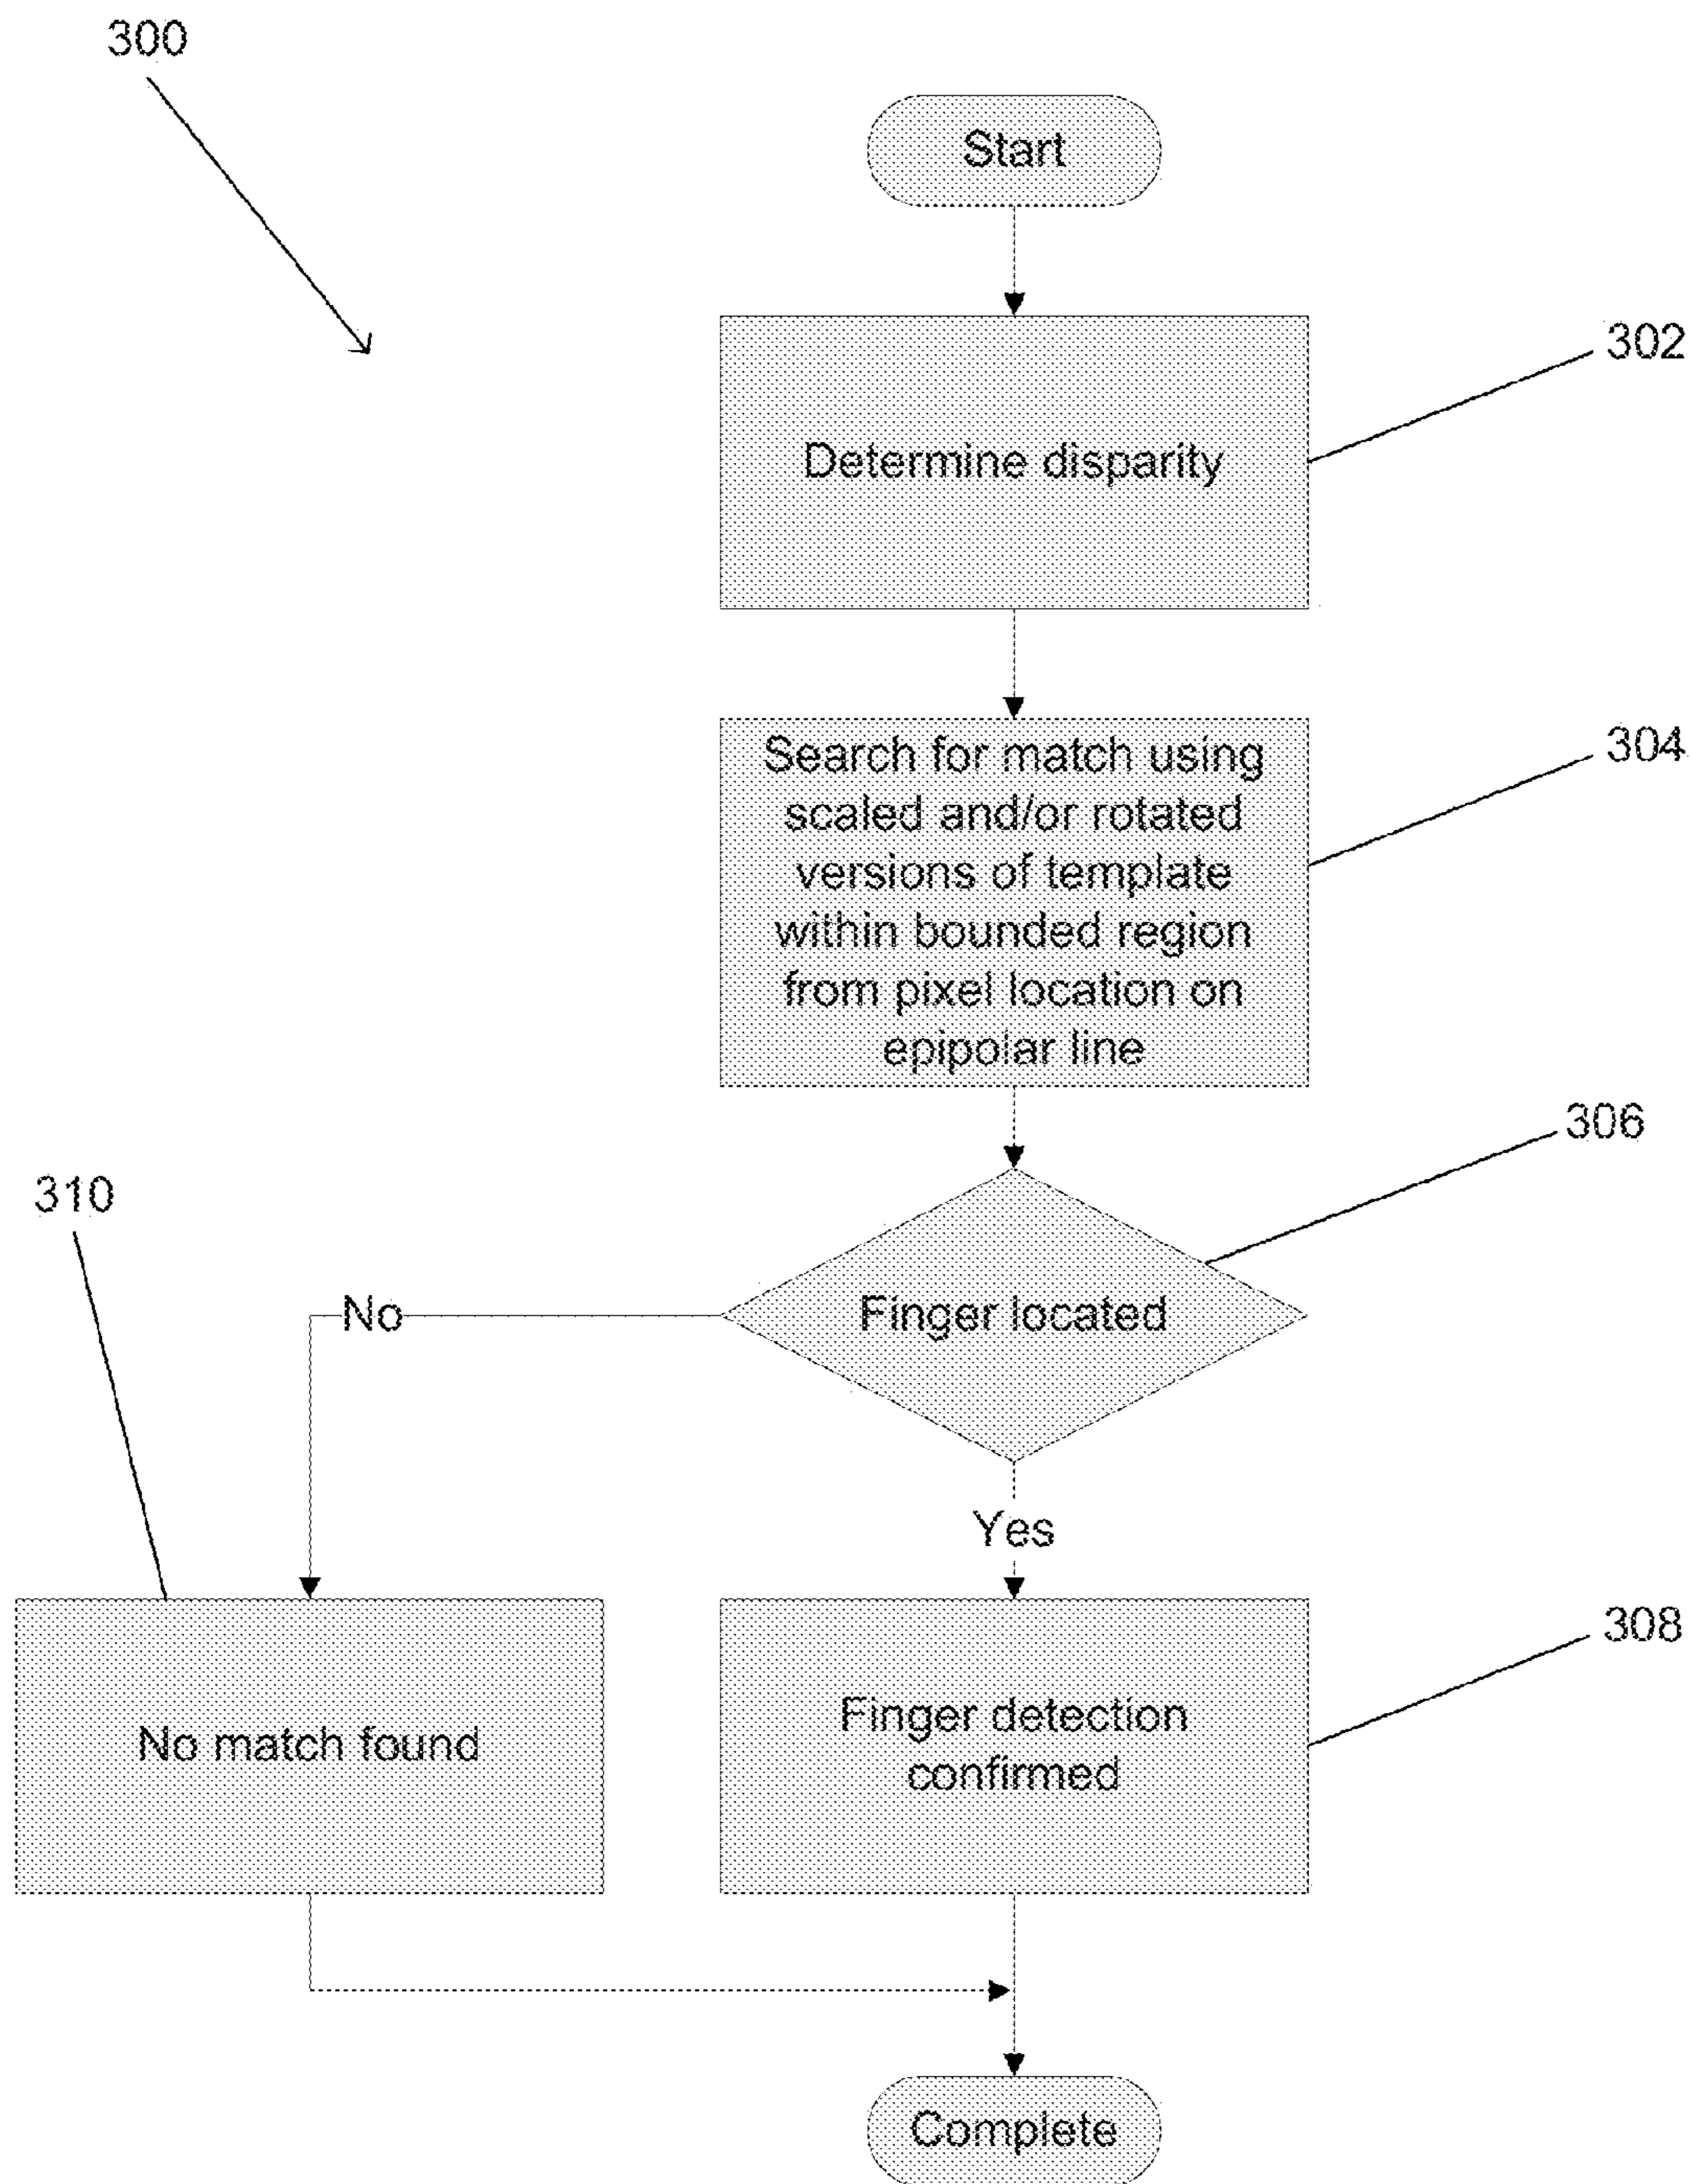 300
Start
302
Determine disparity
304
Search for match using
scaled and/or rotated
versions of template
within bounded region
from pixel location on
epipolar line
306
310
No
Finger located
Yes
308
No match found
Finger detection
confirmed
Complete